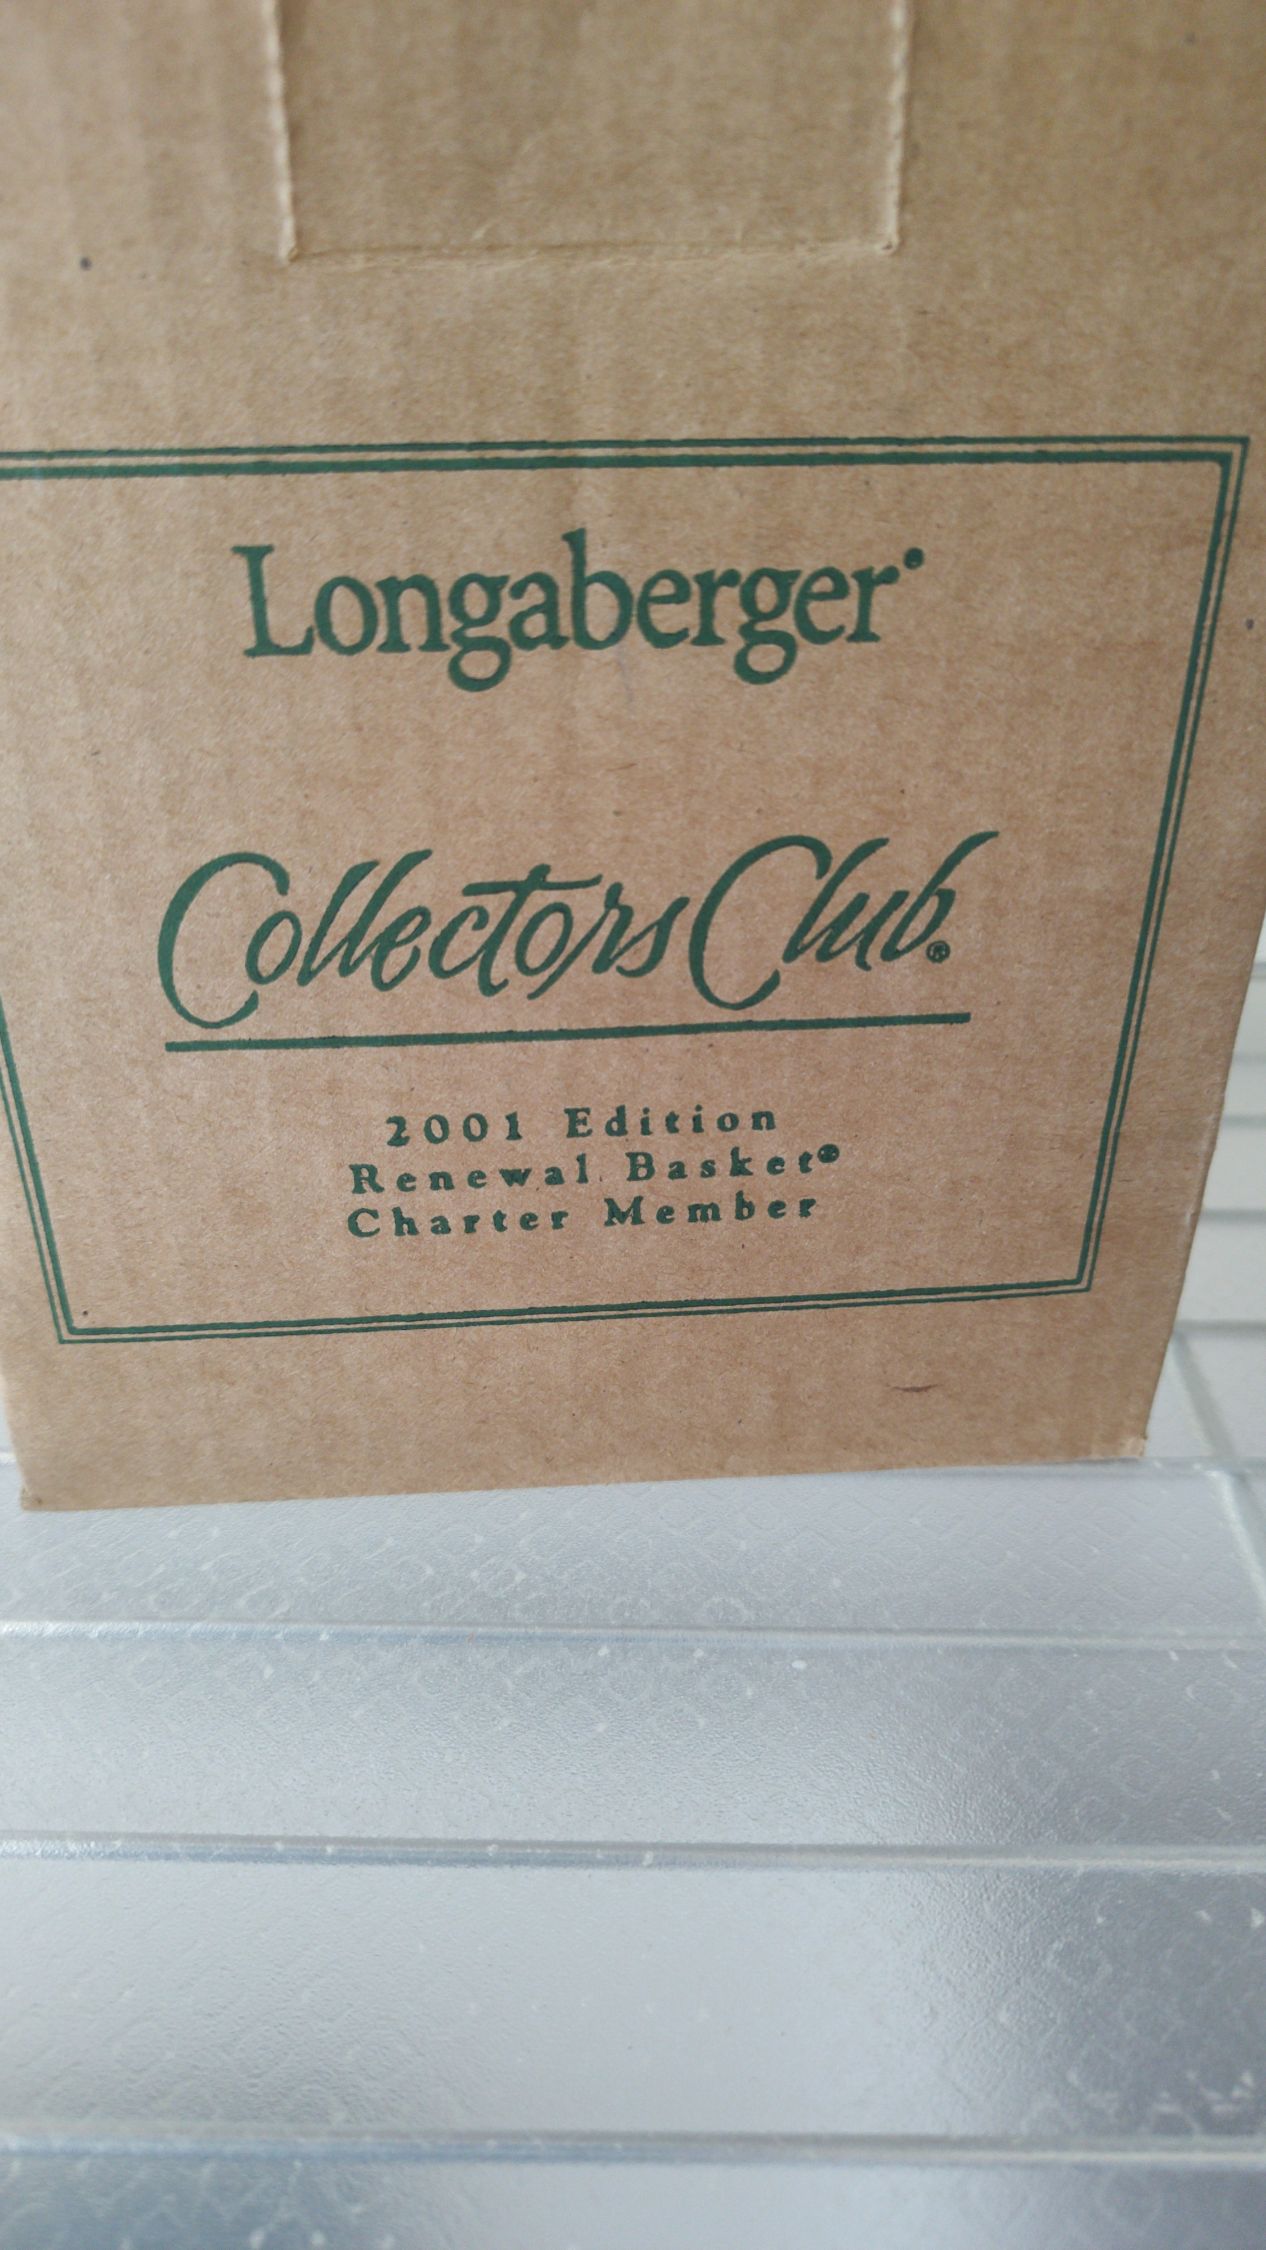 Longaberger®
Collectors Club®
2001 Edition
Renewal Basket®
Charter Member